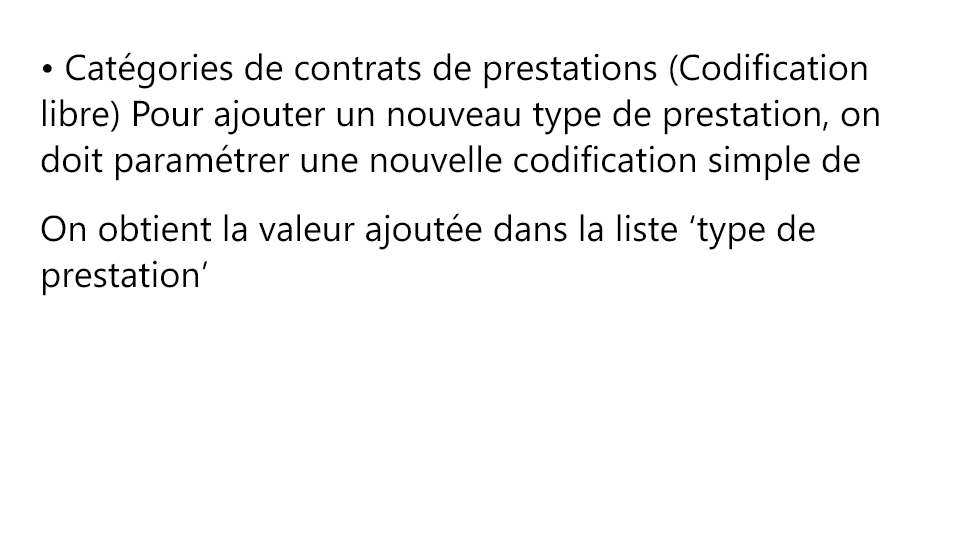 • Catégories de contrats de prestations (Codification
libre) Pour ajouter un nouveau type de prestation, on
doit paramétrer une nouvelle codification simple de
On obtient la valeur ajoutée dans la liste ‘type de
prestation’